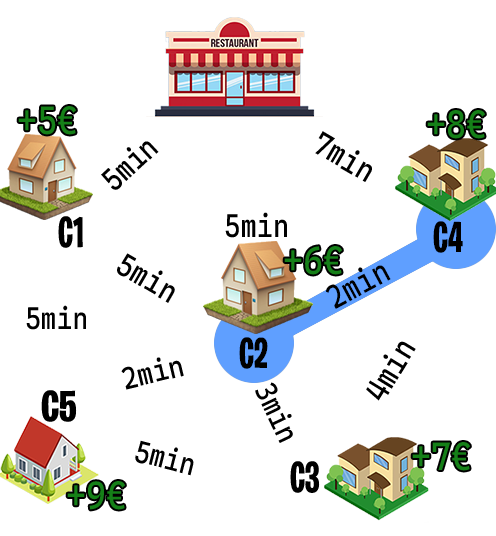 RESTAURANT
+5€
+8€
5min
7min
C1
5min
C4
+6€
5min
2min
5min
C2
2min
4min
C5
3min
5min
C3
+7€
+9€